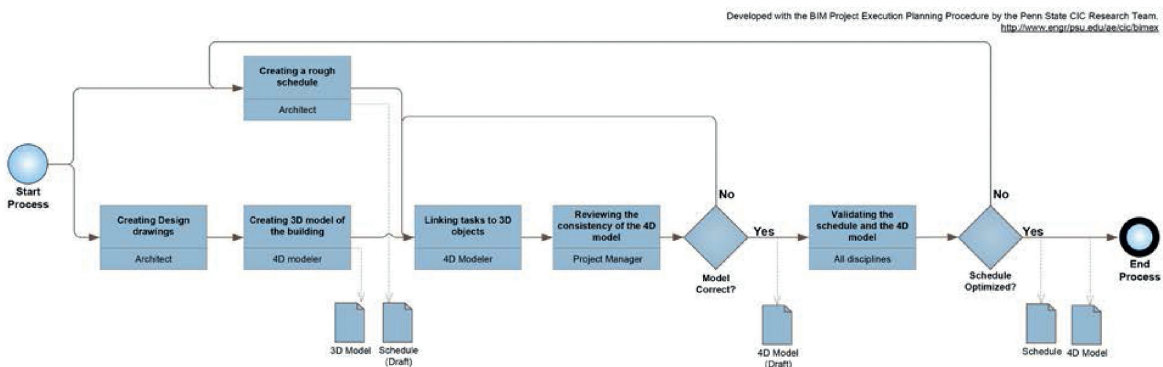 Developed with the BIM Project Execution Planning Procedure by the Penn State CIC Research Team.
http://www.engr/psu.edu/ae/cic/bimex
Creating a rough
schedule
Architect
Start
Process
Creating Design
drawings
Architect
Creating 3D model of
the building
4D modeler
Linking tasks to 3D
objects
4D Modeler
Reviewing the
consistency of the 4D
model
Project Manager
No
Yes
Model
Correct?
Validating the
schedule and the 4D
model
All disciplines
No
Yes
Schedule
Optimized?
End
Process
3D Model
Schedule
(Draft)
4D Model
(Draft)
Schedule
4D Model